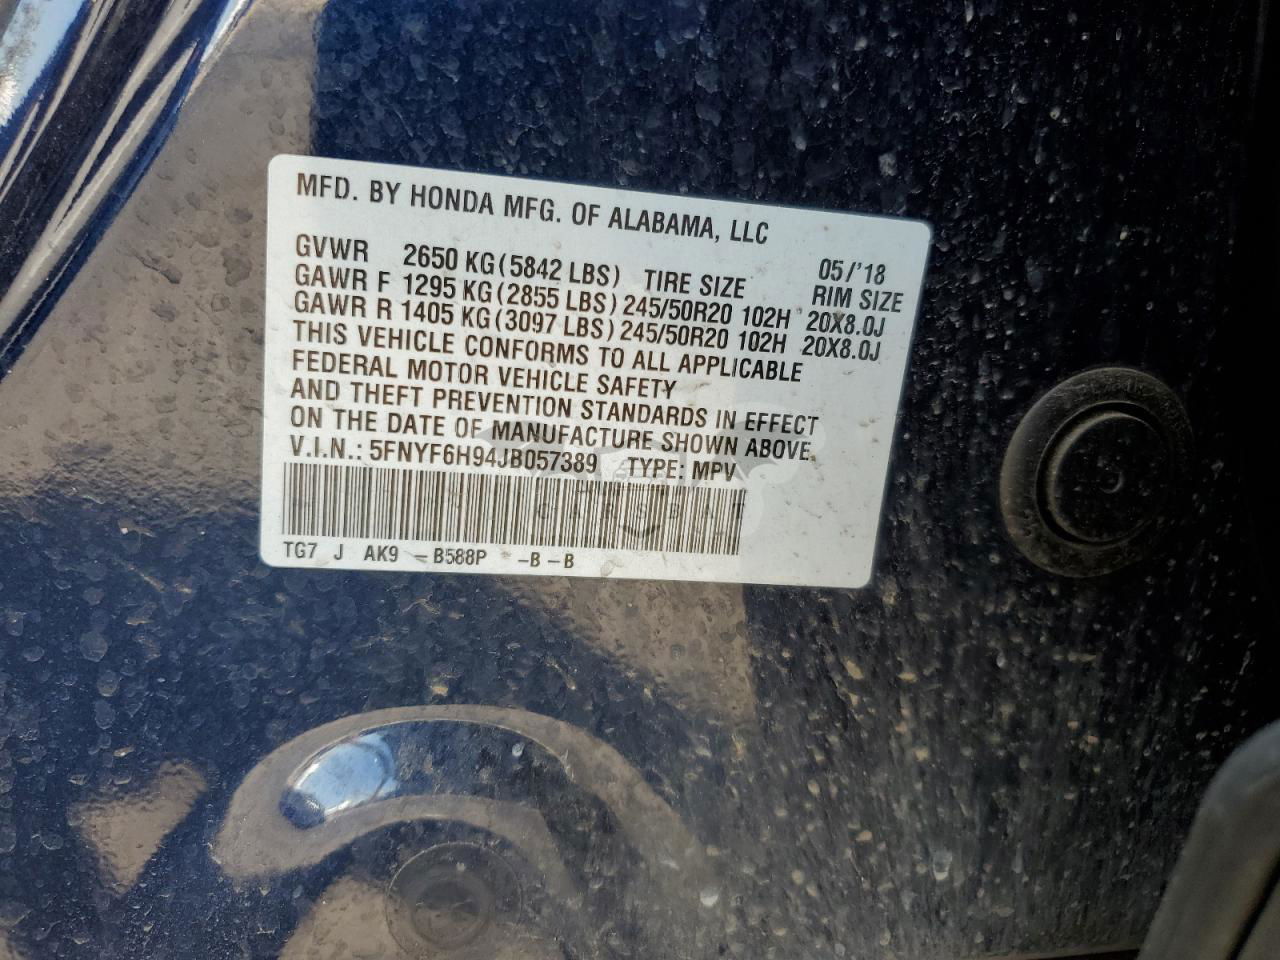 MFD. BY HONDA MFG. OF ALABAMA, LLC
05/'18
GVWR 2650 KG (5842 LBS) TIRE SIZE RIM SIZE
GAWR F 1295 KG (2855 LBS) 245/50R20 102H 20X8.0J
GAWR R 1405 KG (3097 LBS) 245/50R20 102H 20X8.0J
THIS VEHICLE CONFORMS TO ALL APPLICABLE
FEDERAL MOTOR VEHICLE SAFETY
AND THEFT PREVENTION STANDARDS IN EFFECT
ON THE DATE OF MANUFACTURE SHOWN ABOVE.
V.I.N.: 5FNYF6H94JB057389 TYPE: MPV
CARSBAT
TG7 J AK9 – B588P –B –B